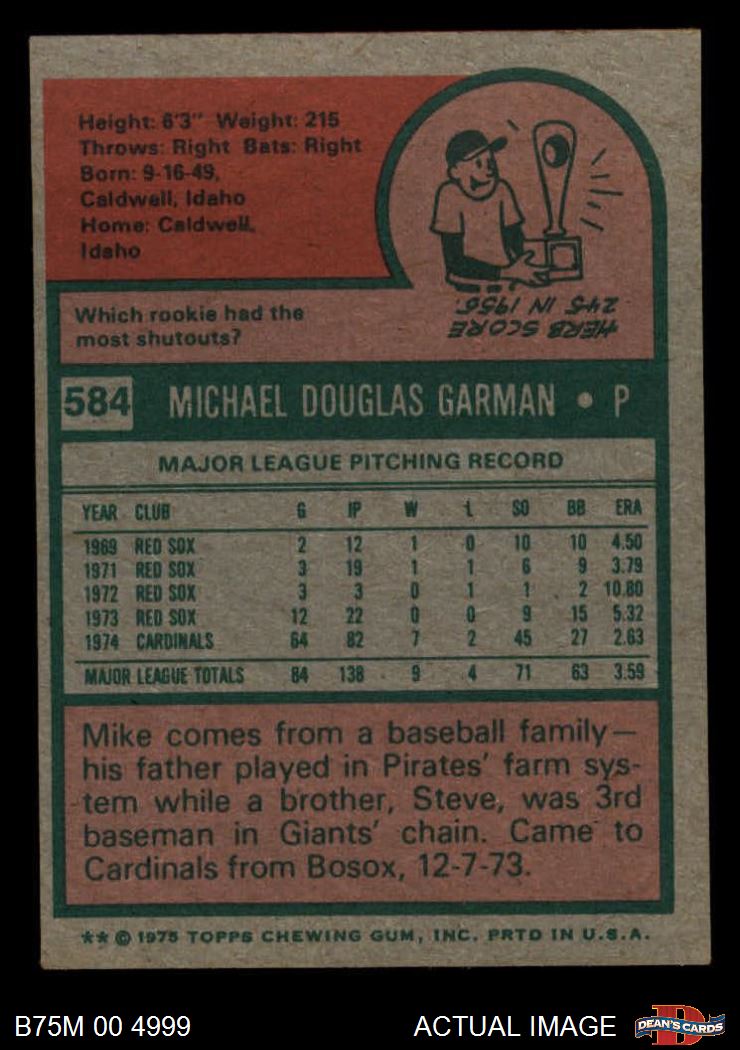 Height: 6'3" Weight: 215
Throws: Right Bats: Right
Born: 9-16-49,
Caldwell, Idaho
Home: Caldwell,
Idaho
Which rookie had the
most shutouts?
HERB SCORE
245 IN 1955.
584 MICHAEL DOUGLAS GARMAN • P
MAJOR LEAGUE PITCHING RECORD
YEAR CLUB G IP W L SO BB ERA
1969 RED SOX 2 12 1 0 10 10 4.50
1971 RED SOX 3 19 1 1 6 9 3.79
1972 RED SOX 3 3 0 1 1 2 10.80
1973 RED SOX 12 22 0 0 9 15 5.32
1974 CARDINALS 64 82 7 2 45 27 2.63
MAJOR LEAGUE TOTALS 84 138 9 4 71 63 3.59
Mike comes from a baseball family—
his father played in Pirates' farm sys-
tem while a brother, Steve, was 3rd
baseman in Giants' chain. Came to
Cardinals from Bosox, 12-7-73.
** © 1975 TOPPS CHEWING GUM, INC. PRTD IN U.S.A.
B75M 00 4999 ACTUAL IMAGE
DEAN'S CARDS